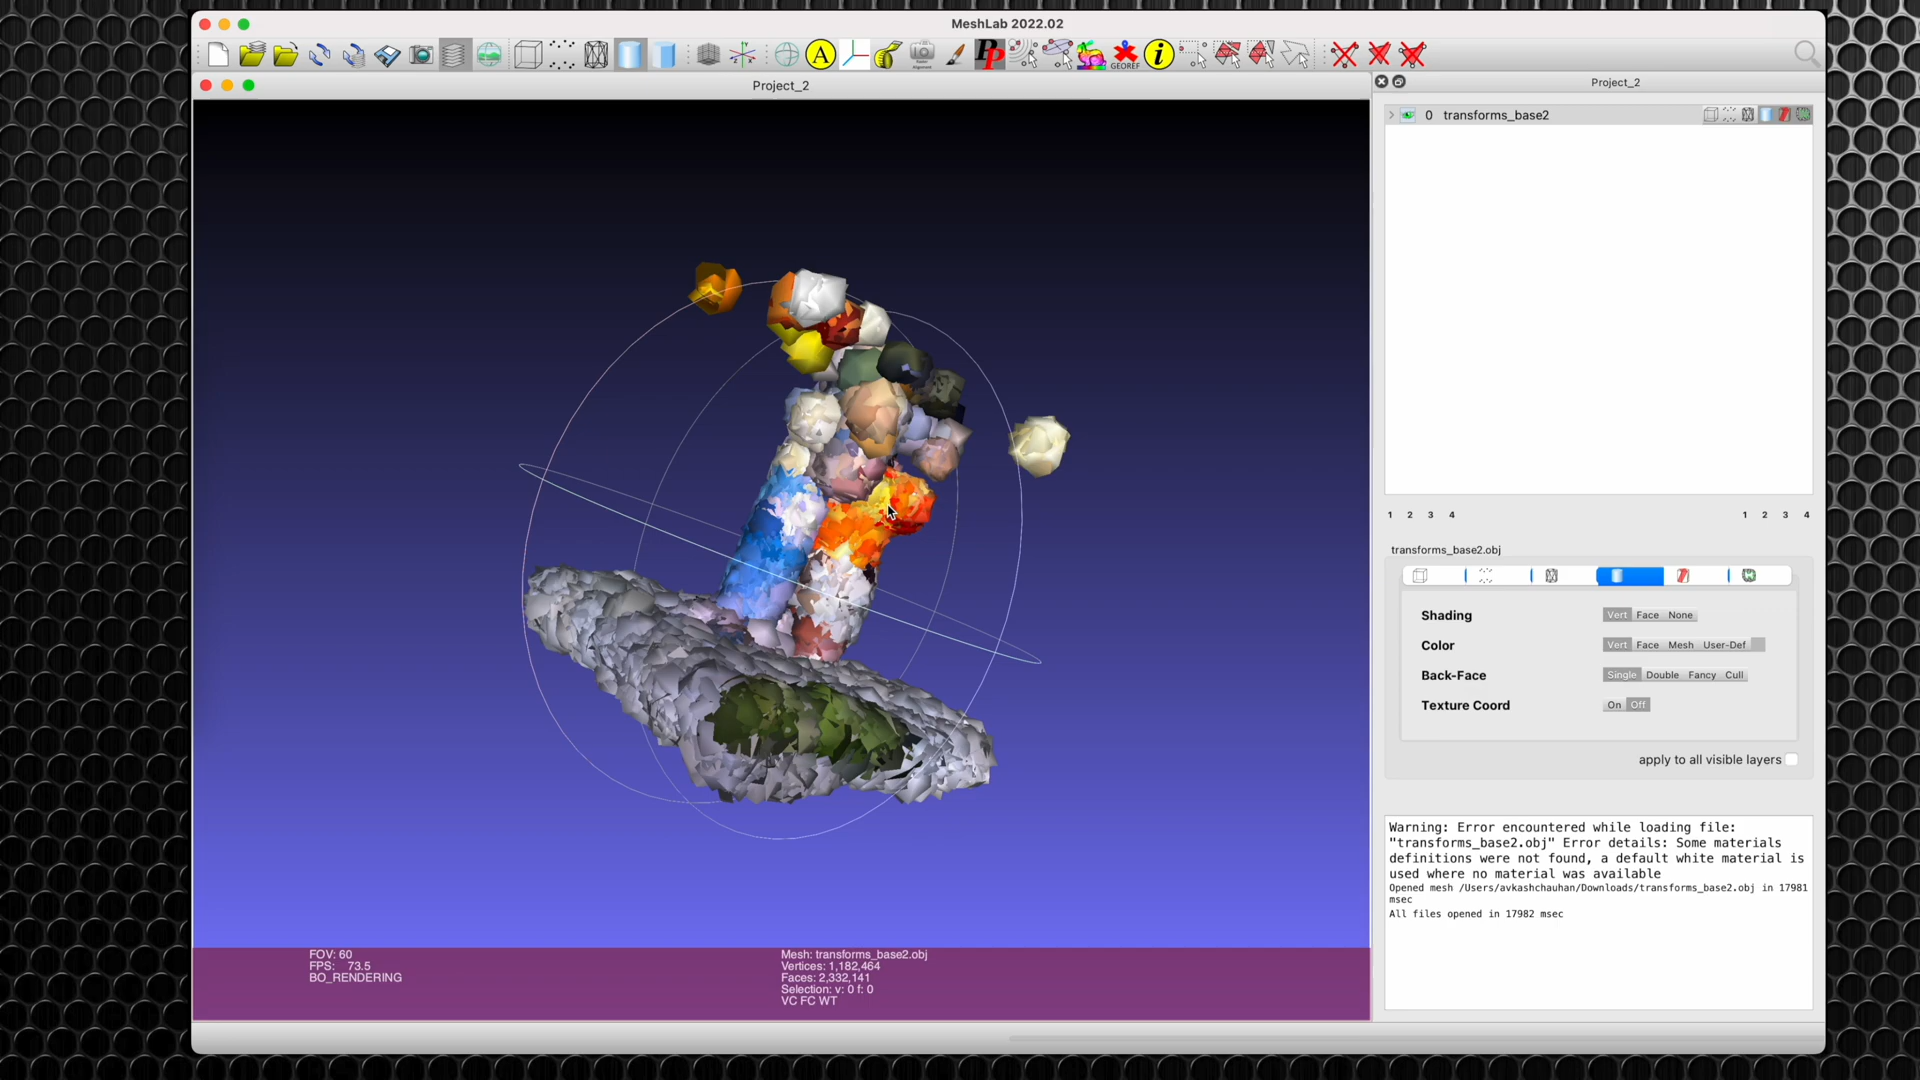 MeshLab 2022.02
A
PP
GEOREF
i
Project_2
Project_2
0 transforms_base2
1 2 3 4
1 2 3 4
transforms_base2.obj
Shading Vert Face None
Color Vert Face Mesh User-Def
Back-Face Single Double Fancy Cull
Texture Coord On Off
apply to all visible layers
Warning: Error encountered while loading file:
"transforms_base2.obj" Error details: Some materials
definitions were not found, a default white material is
used where no material was available
Opened mesh /Users/avkashchauhan/Downloads/transforms_base2.obj in 17981
msec
All files opened in 17982 msec
FOV: 60
FPS: 73.5
BO_RENDERING
Mesh: transforms_base2.obj
Vertices: 1,182,464
Faces: 2,332,141
Selection: v: 0 f: 0
VC FC WT